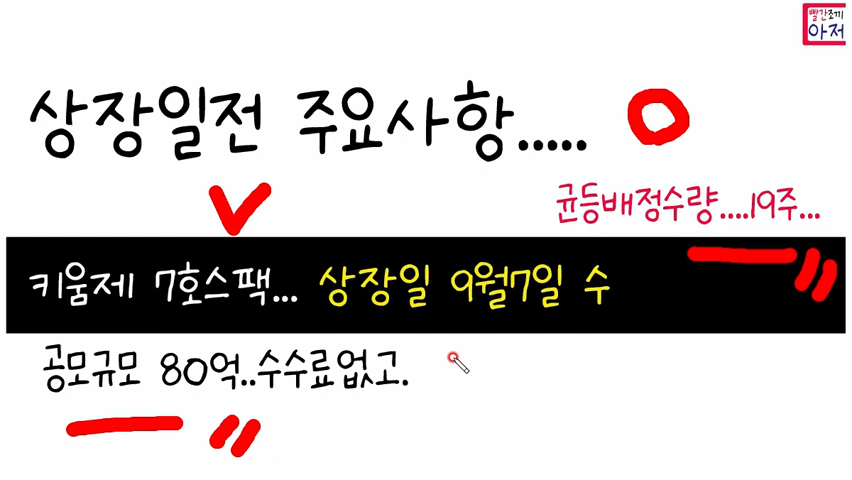 빨간조끼
아저
상장일전 주요사항.....
균등배정수량....19주...
키움제 7호스팩... 상장일 9월7일 수
공모규모 80억..수수료없고.